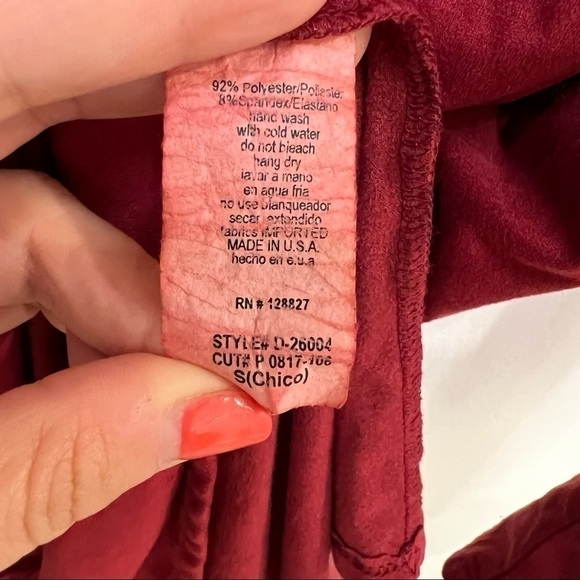 92% Polyester/Poliester
8%Spandex/Elastano
hand wash
with cold water
do not bleach
hang dry
lavar a mano
en agua fria
no use blanqueador
secar extendido
fabrics IMPORTED
MADE IN U.S.A.
hecho en e.u.a
RN # 128827
STYLE# D-26004
CUT# P 0817-106
S(Chico)